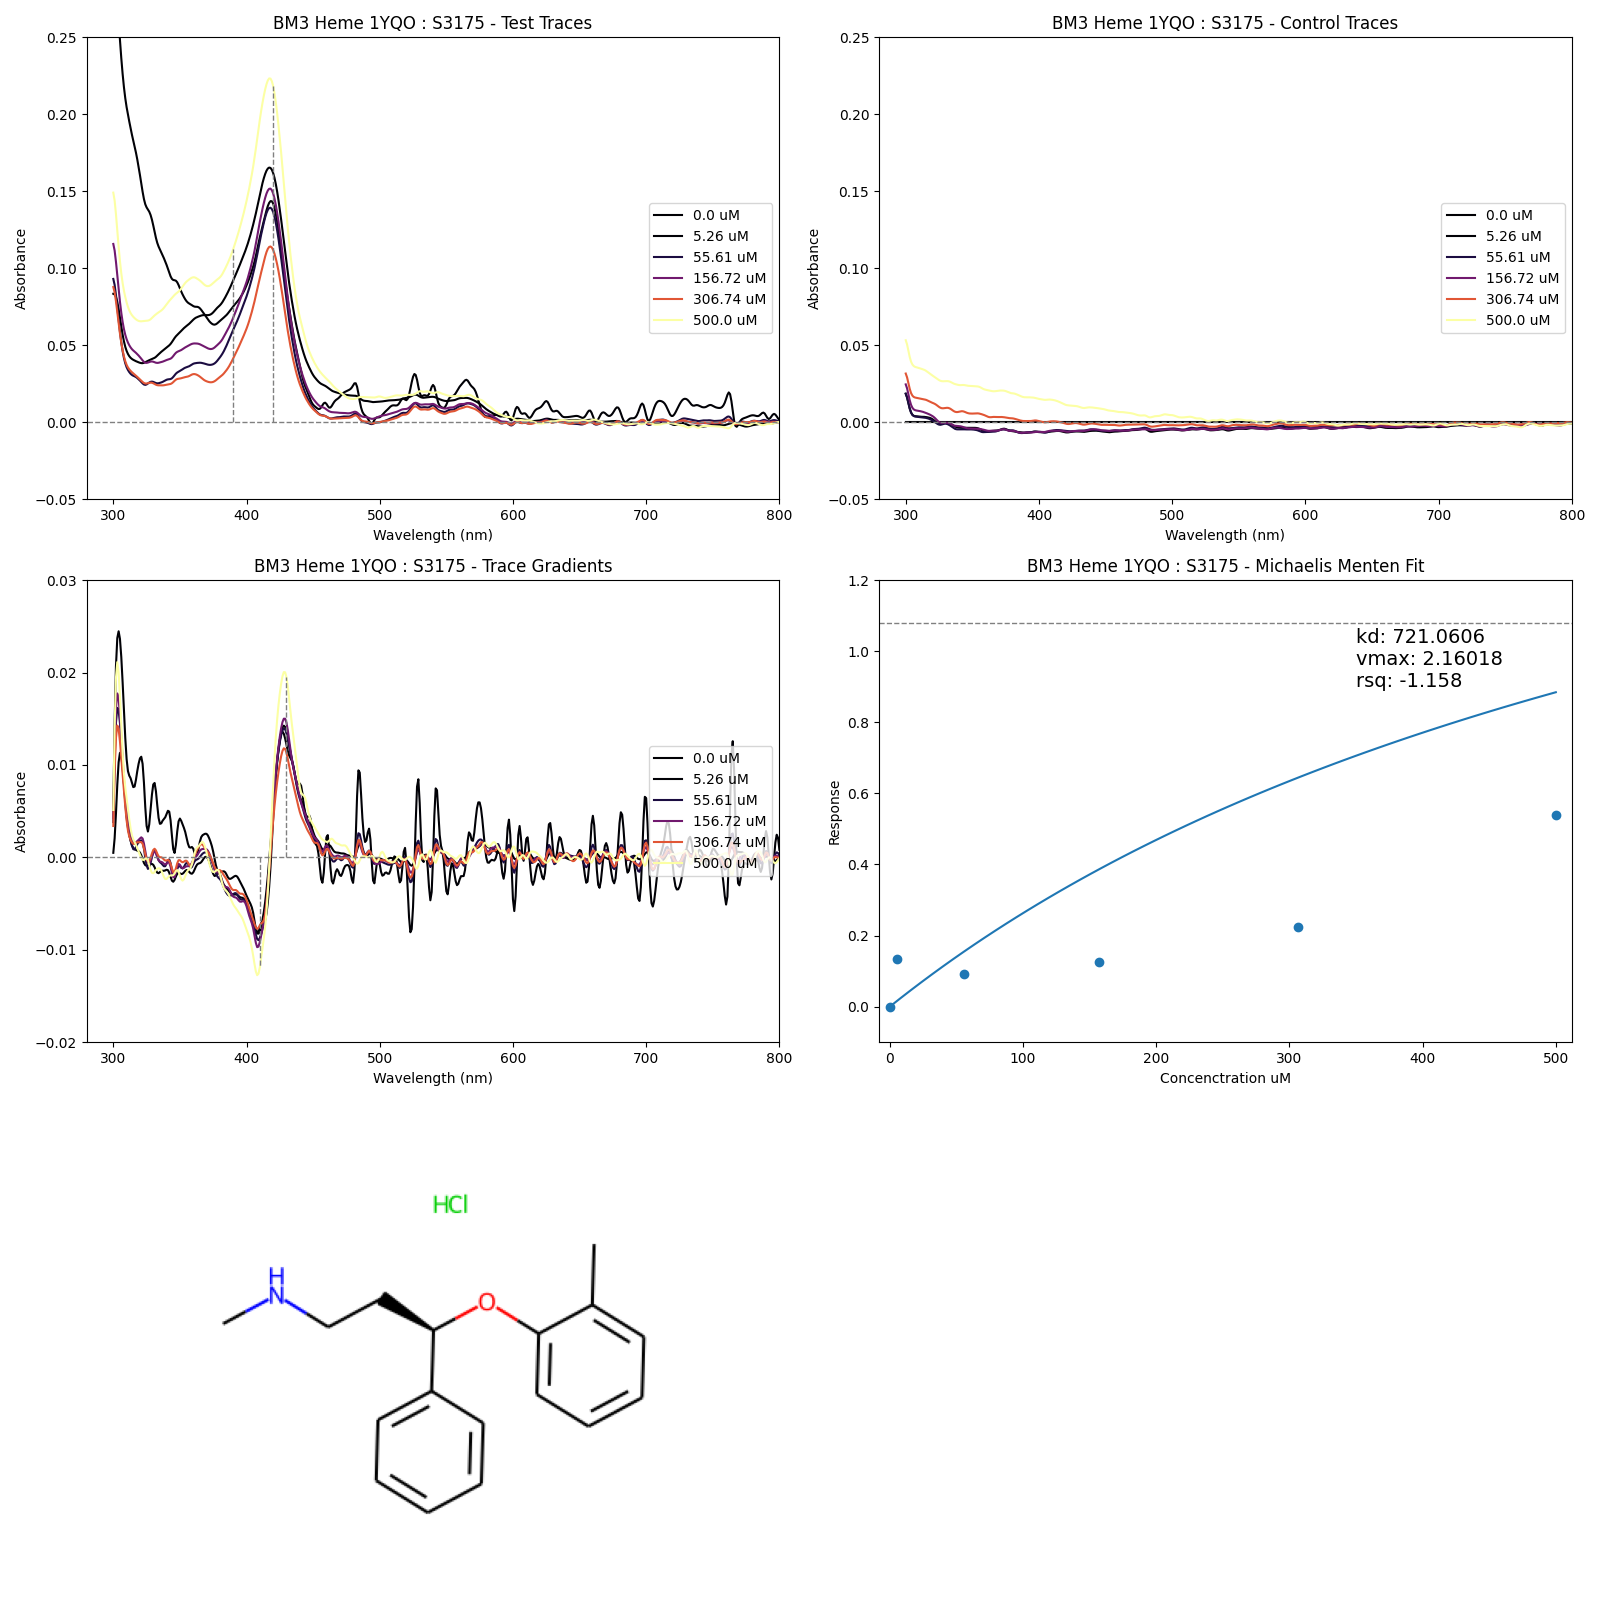 BM3 Heme 1YQO : S3175 - Test Traces
0.25
0.20
0.15
0.10
0.05
0.00
−0.05
Absorbance
300 400 500 600 700 800
Wavelength (nm)
0.0 uM
5.26 uM
55.61 uM
156.72 uM
306.74 uM
500.0 uM
BM3 Heme 1YQO : S3175 - Control Traces
0.25
0.20
0.15
0.10
0.05
0.00
−0.05
Absorbance
300 400 500 600 700 800
Wavelength (nm)
0.0 uM
5.26 uM
55.61 uM
156.72 uM
306.74 uM
500.0 uM
BM3 Heme 1YQO : S3175 - Trace Gradients
0.03
0.02
0.01
0.00
−0.01
−0.02
Absorbance
300 400 500 600 700 800
Wavelength (nm)
0.0 uM
5.26 uM
55.61 uM
156.72 uM
306.74 uM
500.0 uM
BM3 Heme 1YQO : S3175 - Michaelis Menten Fit
1.2
1.0
0.8
0.6
0.4
0.2
0.0
Response
0 100 200 300 400 500
Concenctration uM
kd: 721.0606
vmax: 2.16018
rsq: -1.158
HCl
H
N
O